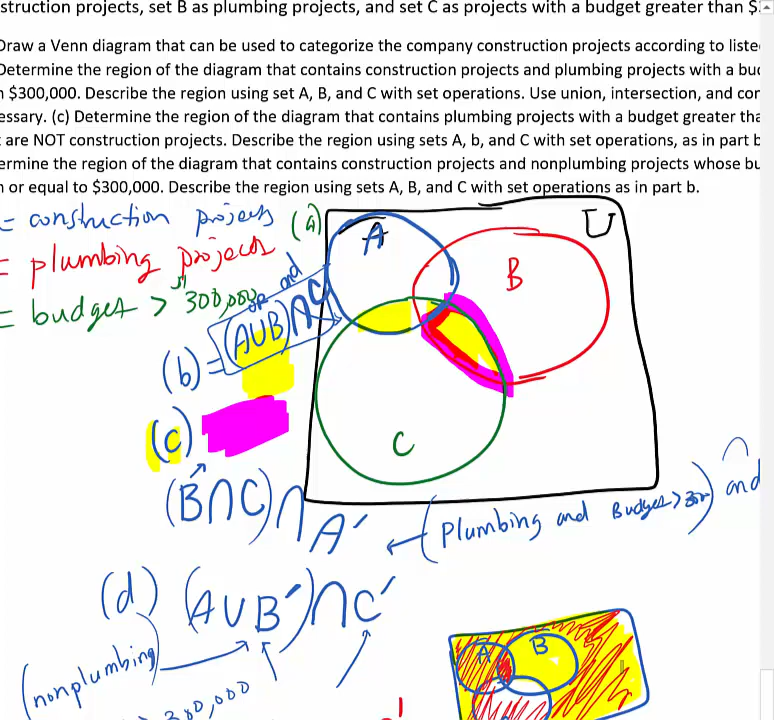 struction projects, set B as plumbing projects, and set C as projects with a budget greater than $
Draw a Venn diagram that can be used to categorize the company construction projects according to liste
Determine the region of the diagram that contains construction projects and plumbing projects with a bu
n $300,000. Describe the region using set A, B, and C with set operations. Use union, intersection, and co
essary. (c) Determine the region of the diagram that contains plumbing projects with a budget greater tha
t are NOT construction projects. Describe the region using sets A, b, and C with set operations, as in part b
ermine the region of the diagram that contains construction projects and nonplumbing projects whose bu
n or equal to $300,000. Describe the region using sets A, B, and C with set operations as in part b.
= construction projects (a)
= plumbing projects
= budgets > 300,000
U
A
B
C
or and
(b) = (A∪B)∩C
(c)
(B∩C)∩A′ ← (Plumbing and Budgets > 300) and
∩
(d) (A∪B′)∩C′
(nonplumbing)
300,000
A
B